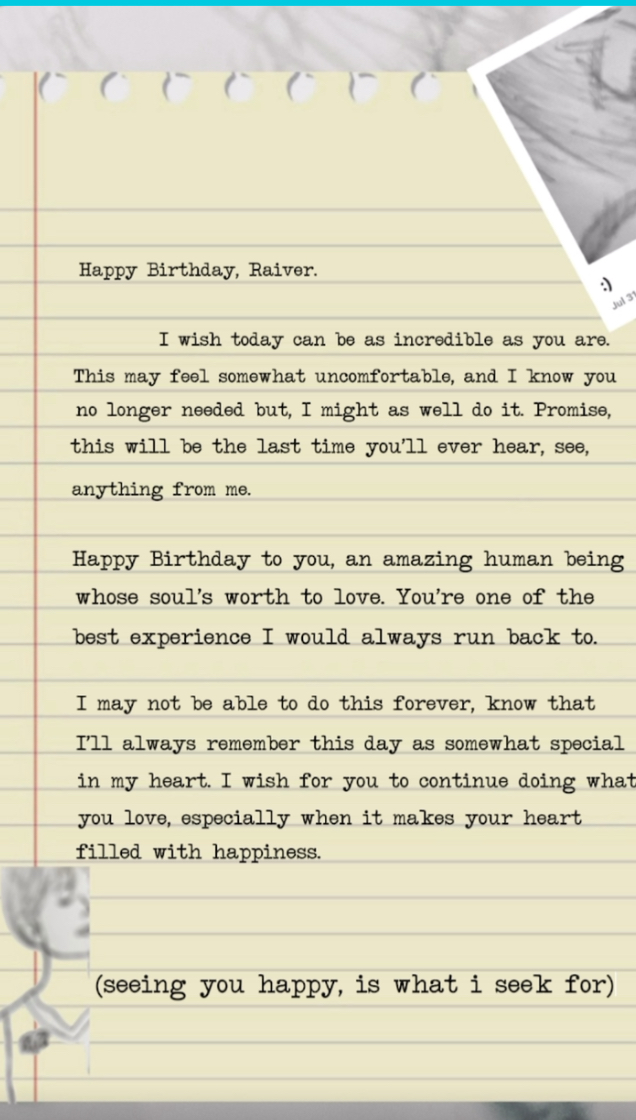 :)
Jul 31
Happy Birthday, Raiver.
I wish today can be as incredible as you are.
This may feel somewhat uncomfortable, and I know you
no longer needed but, I might as well do it. Promise,
this will be the last time you'll ever hear, see,
anything from me.
Happy Birthday to you, an amazing human being
whose soul's worth to love. You're one of the
best experience I would always run back to.
I may not be able to do this forever, know that
I'll always remember this day as somewhat special
in my heart. I wish for you to continue doing what
you love, especially when it makes your heart
filled with happiness.
(seeing you happy, is what i seek for)